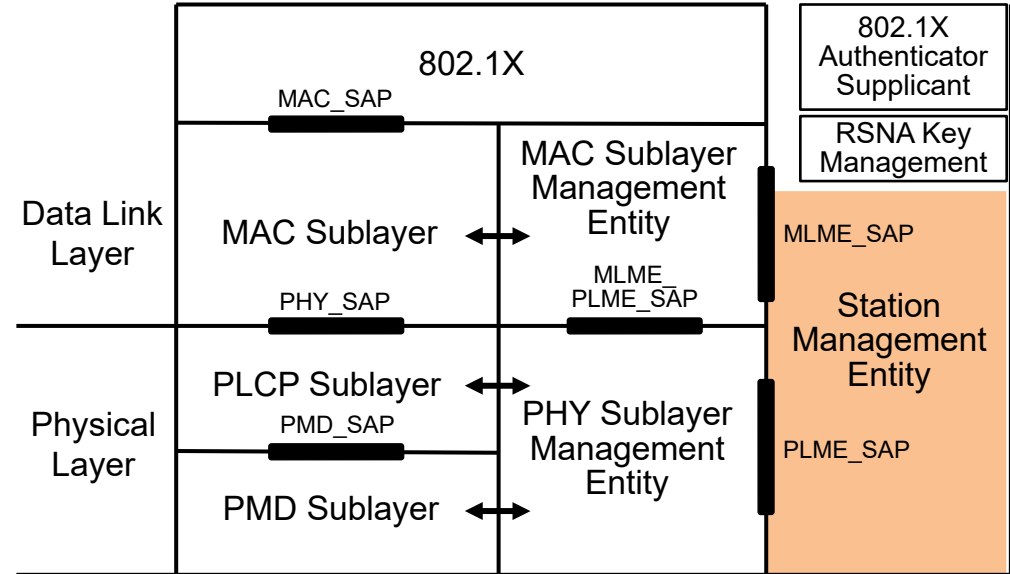 802.1X
MAC_SAP
802.1X
Authenticator
Supplicant
RSNA Key
Management
Data Link
Layer
MAC Sublayer
MAC Sublayer
Management
Entity
MLME_SAP
PHY_SAP
MLME_
PLME_SAP
Station
Management
Entity
Physical
Layer
PLCP Sublayer
PMD_SAP
PMD Sublayer
PHY Sublayer
Management
Entity
PLME_SAP